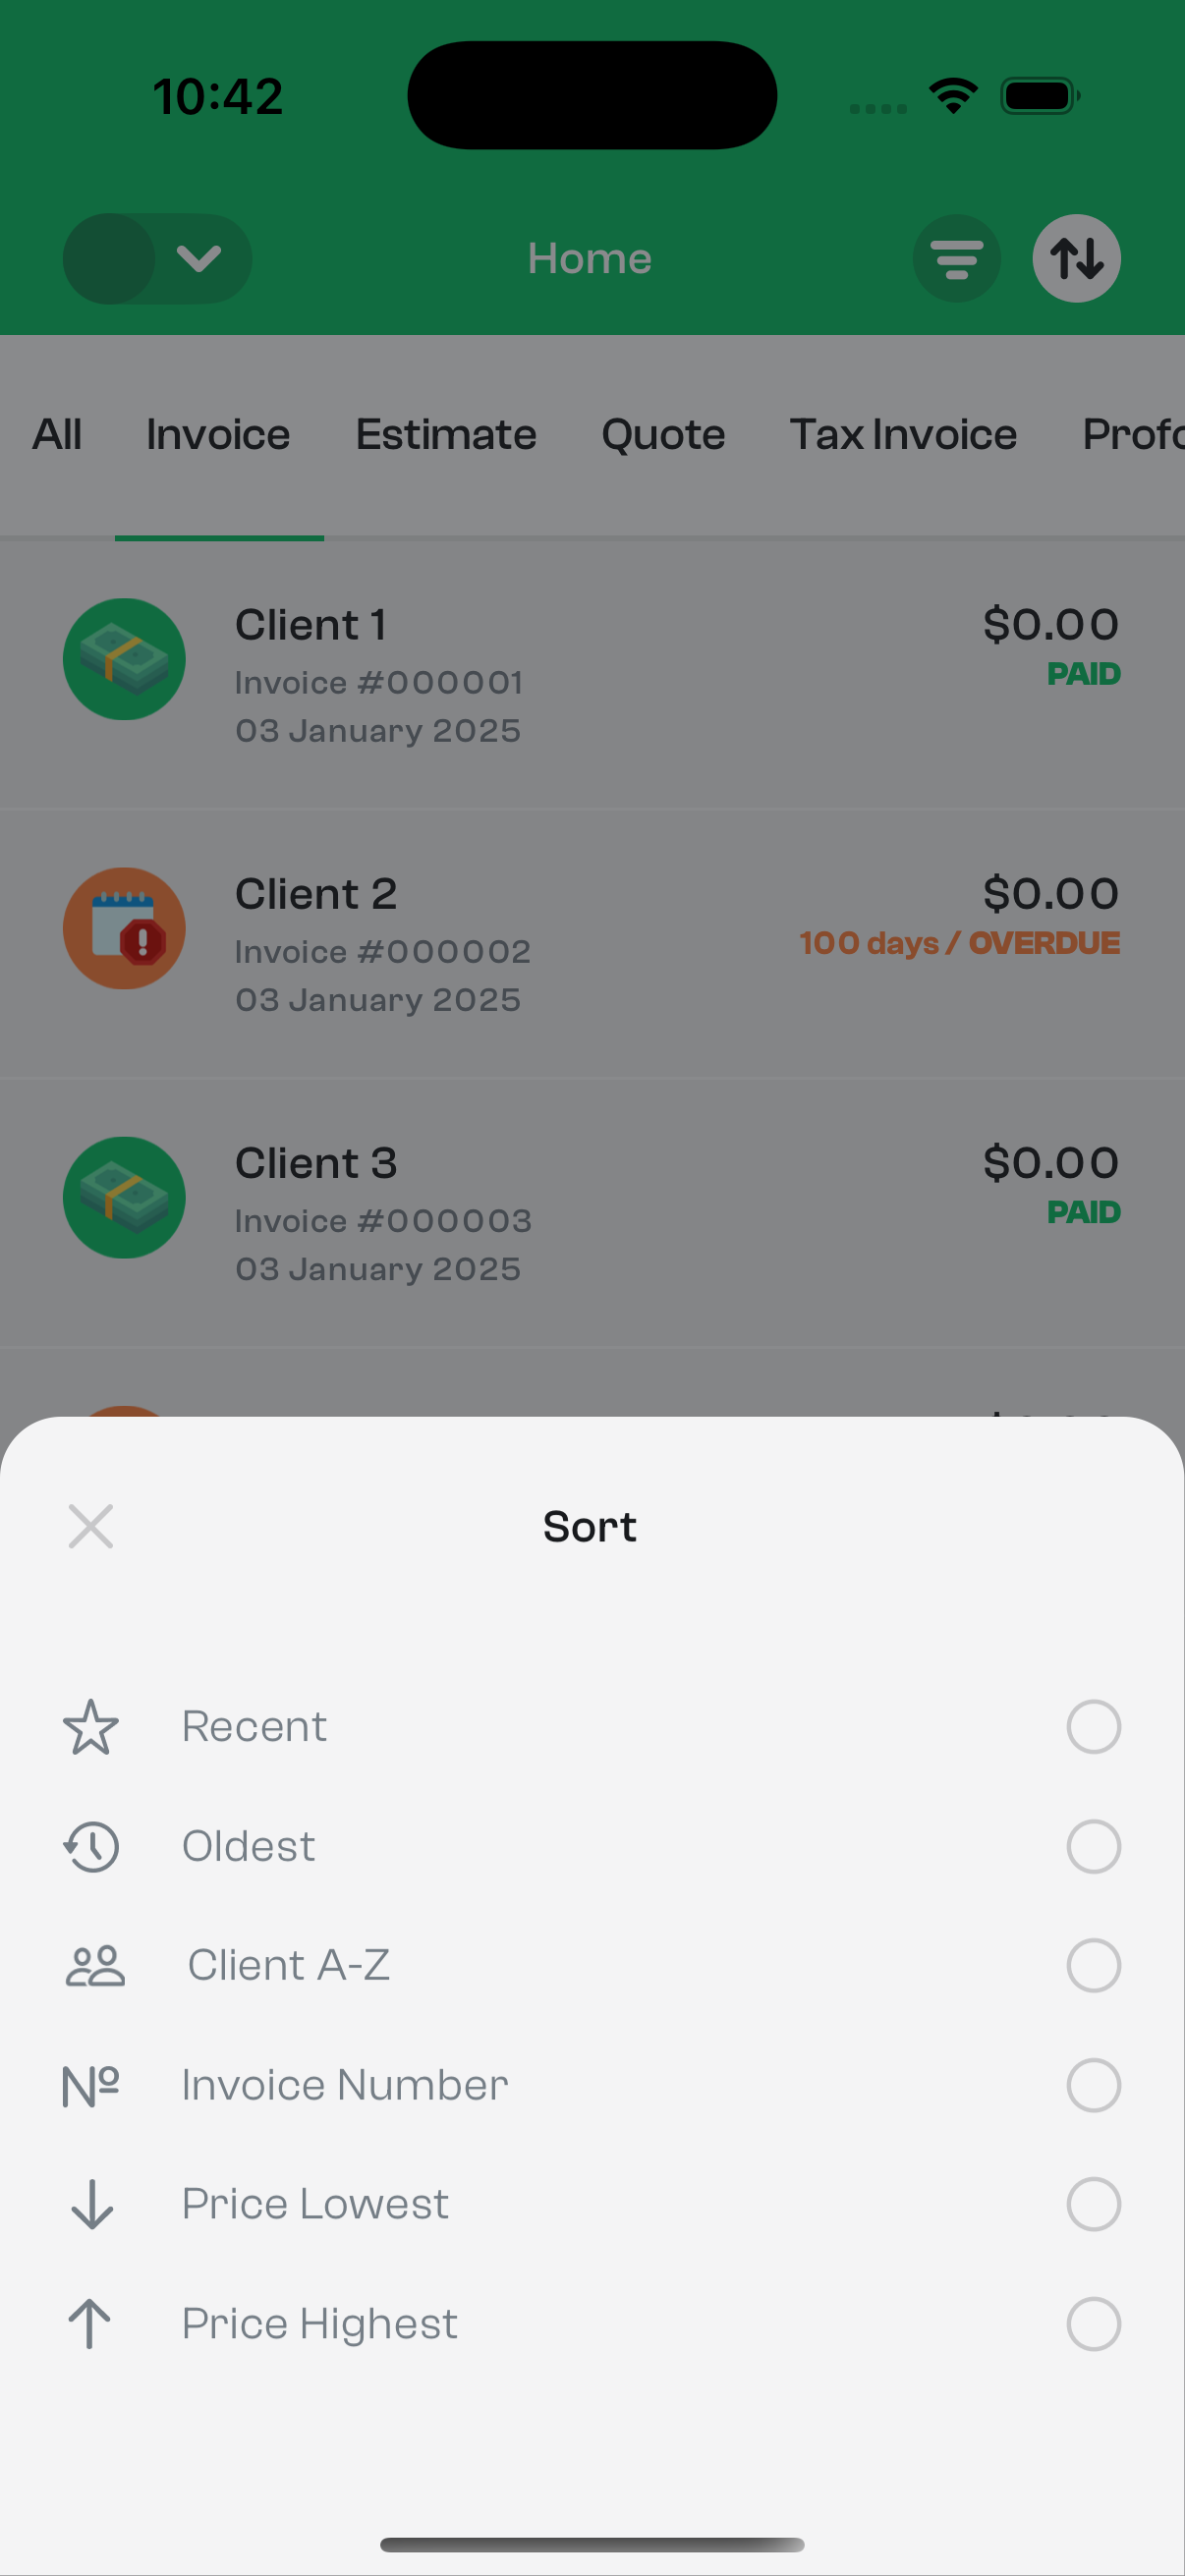 10:42
Home
All Invoice Estimate Quote Tax Invoice
Client 1 $0.00
Invoice #000001 PAID
03 January 2025
Client 2 $0.00
Invoice #000002 100 days / OVERDUE
03 January 2025
Client 3 $0.00
Invoice #000003 PAID
03 January 2025
Sort
Recent
Oldest
Client A-Z
Nº Invoice Number
Price Lowest
Price Highest